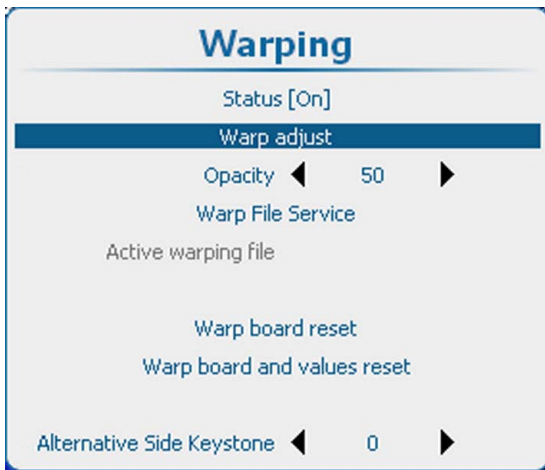 Warping
Status [On]
Warp adjust
Opacity 50
Warp File Service
Active warping file
Warp board reset
Warp board and values reset
Alternative Side Keystone 0